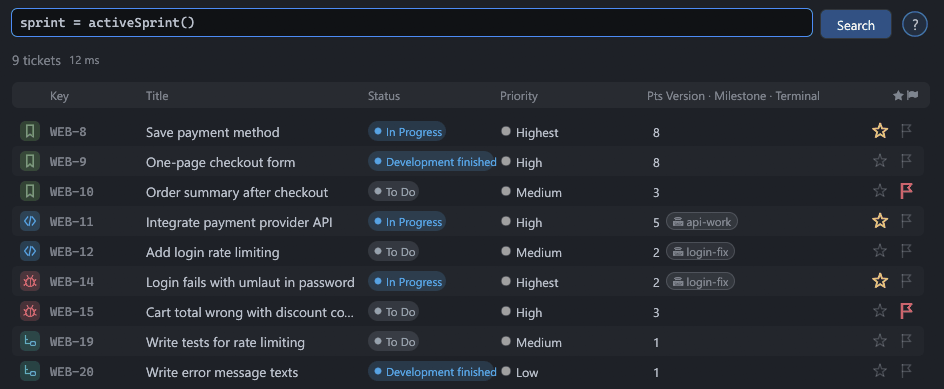 sprint = activeSprint() Search ?
9 tickets 12 ms
Key Title Status Priority Pts Version · Milestone · Terminal
WEB-8 Save payment method In Progress Highest 8
WEB-9 One-page checkout form Development finished High 8
WEB-10 Order summary after checkout To Do Medium 3
WEB-11 Integrate payment provider API In Progress High 5 api-work
WEB-12 Add login rate limiting To Do Medium 2 login-fix
WEB-14 Login fails with umlaut in password In Progress Highest 2 login-fix
WEB-15 Cart total wrong with discount co... To Do High 3
WEB-19 Write tests for rate limiting To Do Medium 1
WEB-20 Write error message texts Development finished Low 1